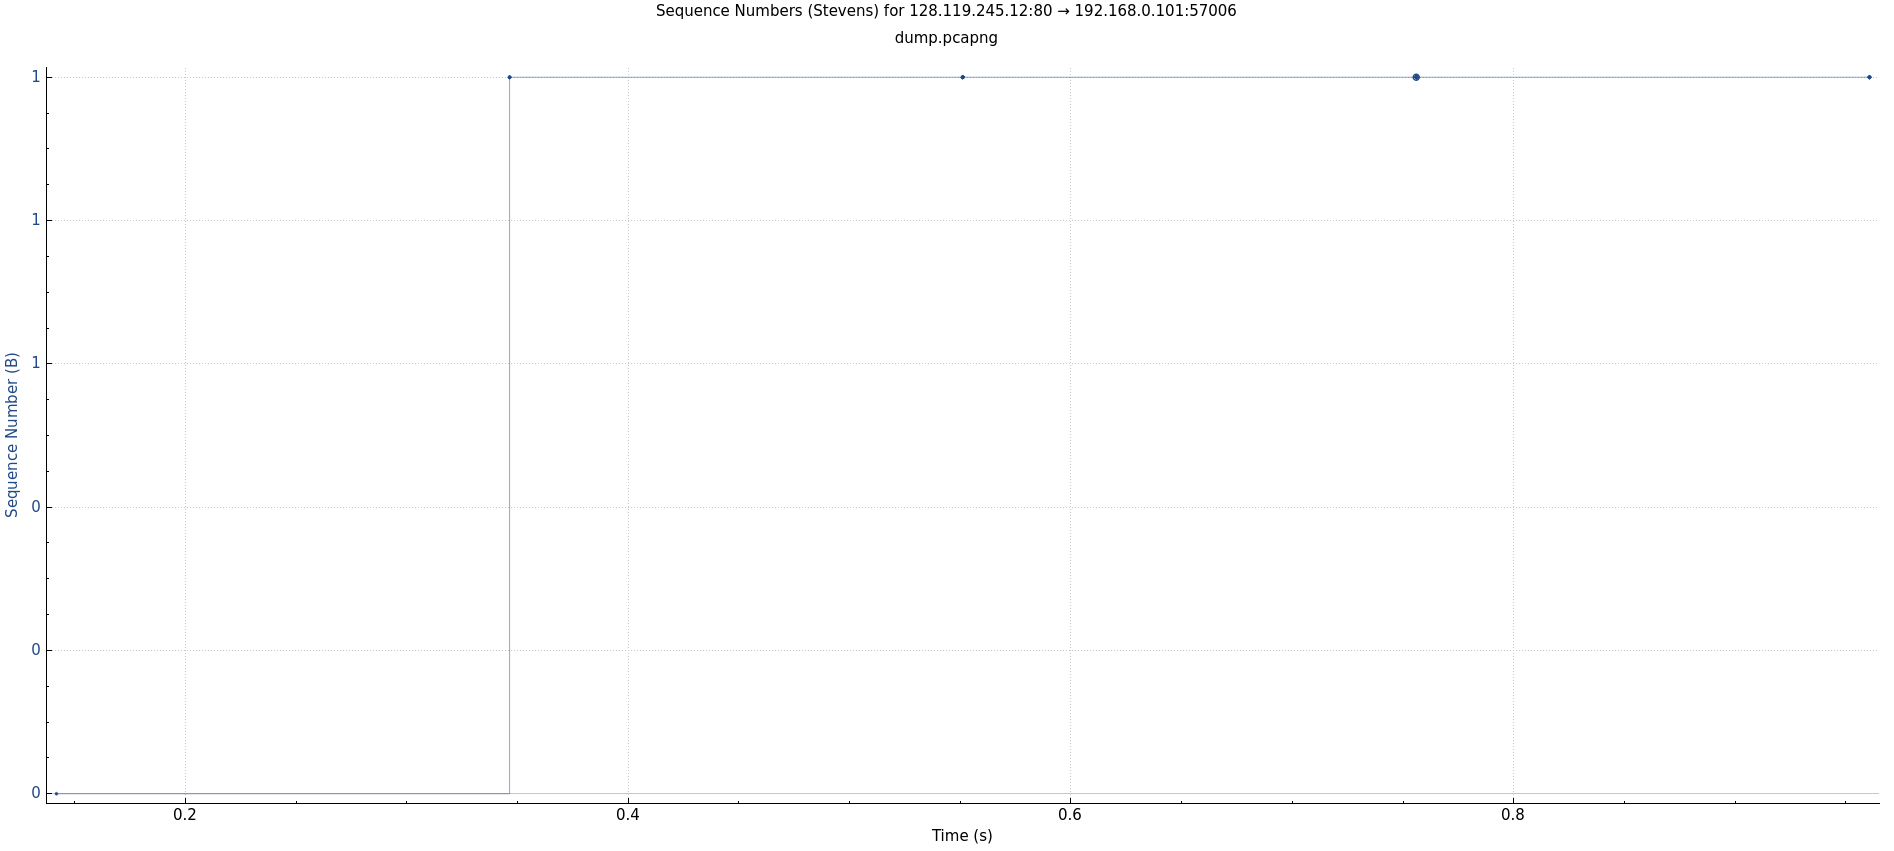 Sequence Numbers (Stevens) for 128.119.245.12:80 → 192.168.0.101:57006
dump.pcapng
Sequence Number (B)
1
1
1
0
0
0
0.2
0.4
0.6
0.8
Time (s)